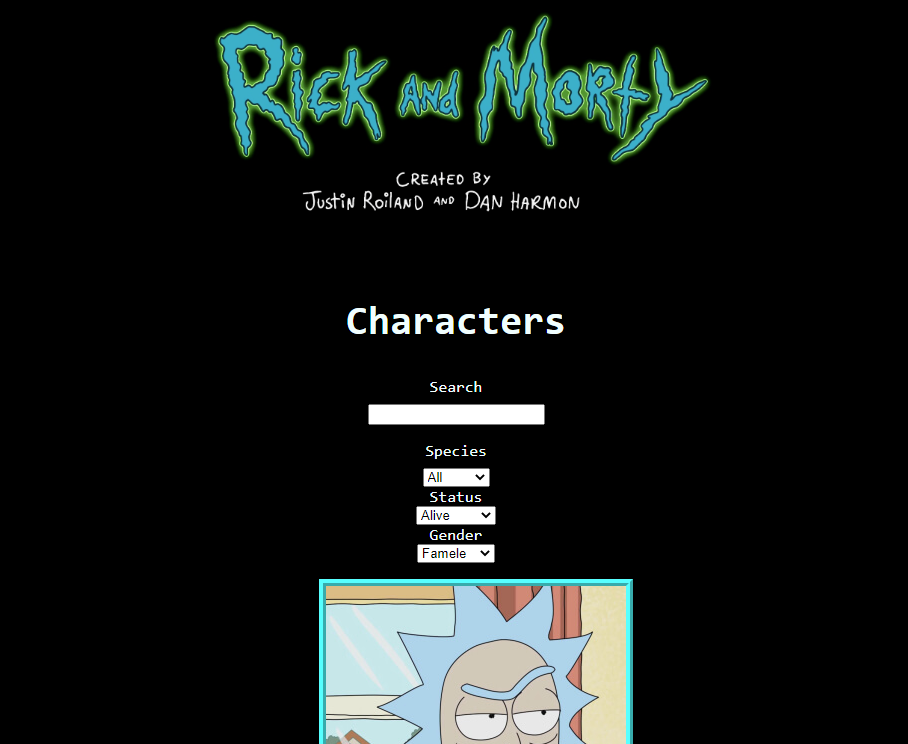 Rick and Morty
Created by
Justin Roiland and Dan Harmon
Characters
Search
Species
All
Status
Alive
Gender
Famele